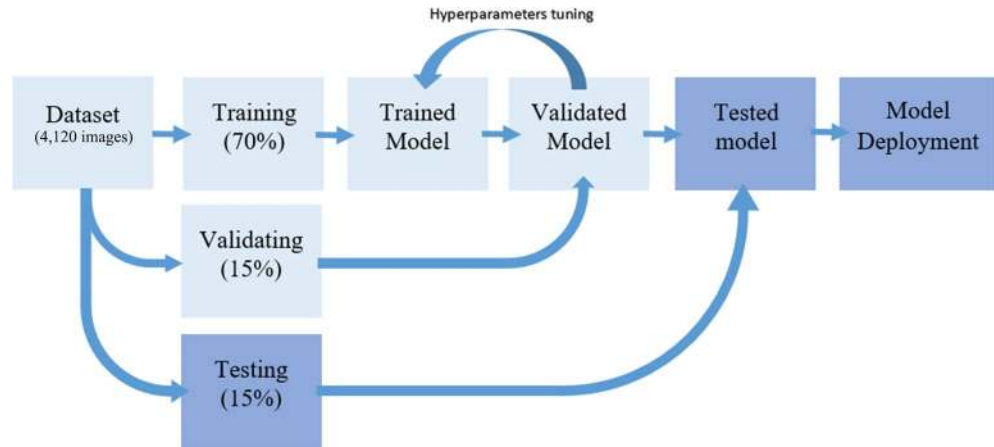 Hyperparameters tuning
Dataset
(4,120 images)
Training
(70%)
Trained
Model
Validated
Model
Tested
model
Model
Deployment
Validating
(15%)
Testing
(15%)